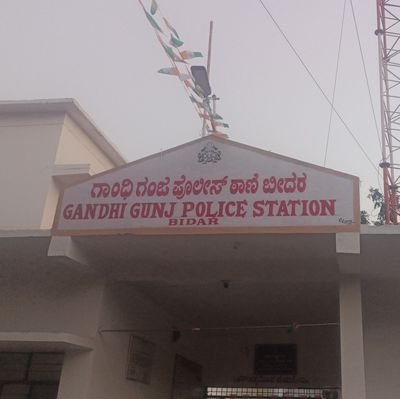 ಗಾಂಧಿ ಗಂಜ ಪೊಲೀಸ್ ಠಾಣೆ ಬೀದರ
GANDHI GUNJ POLICE STATION
BIDAR